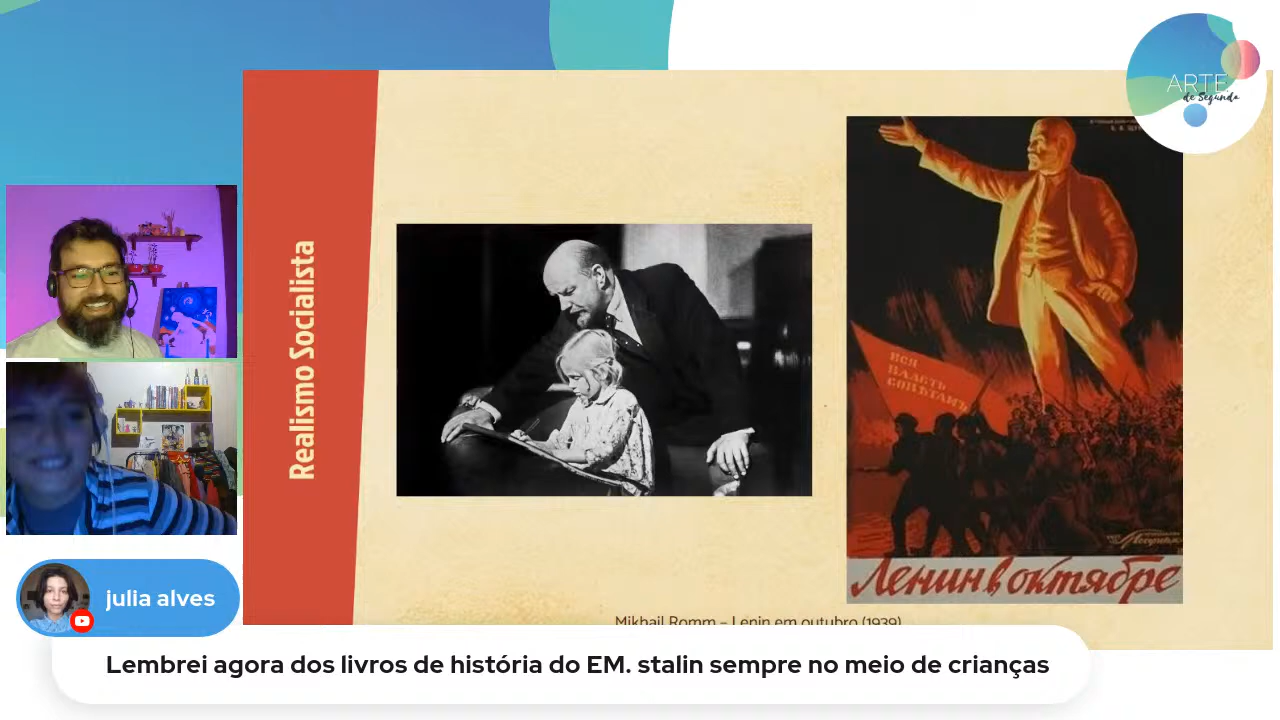 ARTE
de Segunda
Realismo Socialista
ВСЯ
ВЛАСТЬ
СОВѢТАМЪ
Ленин в октябре
Mikhail Romm – Lenin em outubro (1939)
julia alves
Lembrei agora dos livros de história do EM. stalin sempre no meio de crianças